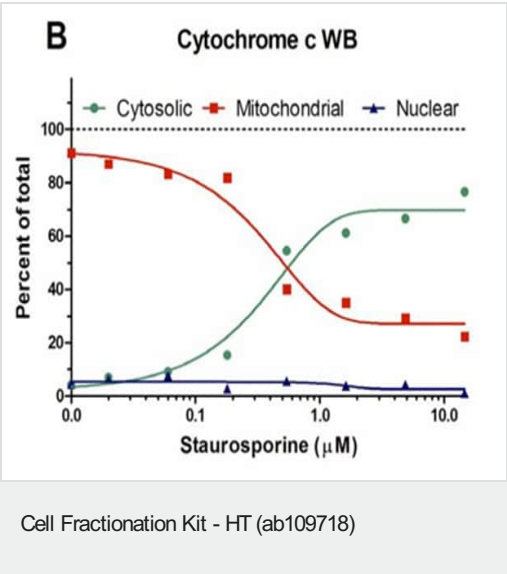 B
Cytochrome c WB
Cytosolic Mitochondrial Nuclear
Percent of total
100
80
60
40
20
0
0.0 0.1 1.0 10.0
Staurosporine (μM)
Cell Fractionation Kit - HT (ab109718)